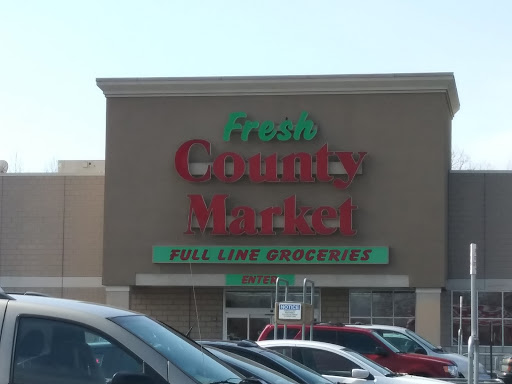 Fresh
County
Market
FULL LINE GROCERIES
ENTER
NOTICE